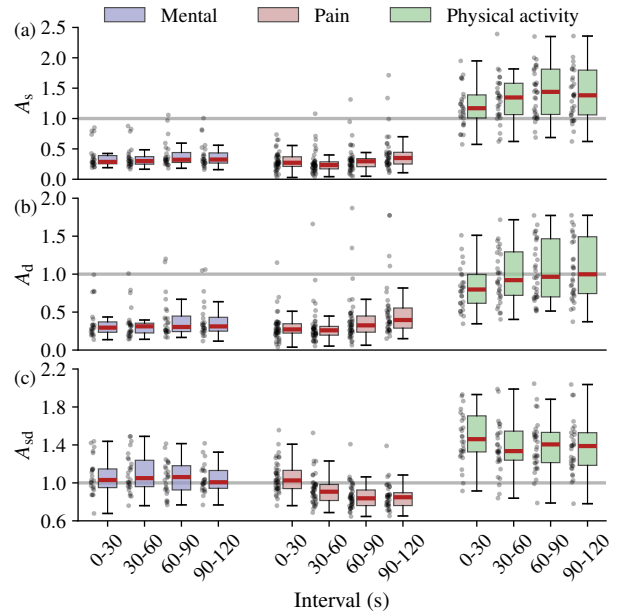 Mental Pain Physical activity
(a)
A_s
2.5
2.0
1.5
1.0
0.5
0.0
(b)
A_d
2.0
1.5
1.0
0.5
0.0
(c)
A_sd
2.2
1.8
1.4
1.0
0.6
0-30 30-60 60-90 90-120 0-30 30-60 60-90 90-120 0-30 30-60 60-90 90-120
Interval (s)